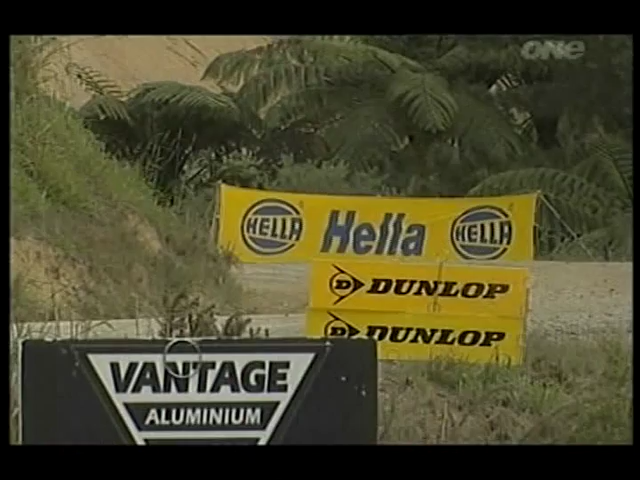 ONE
HELLA Hella HELLA
D DUNLOP
D DUNLOP
VANTAGE
ALUMINIUM